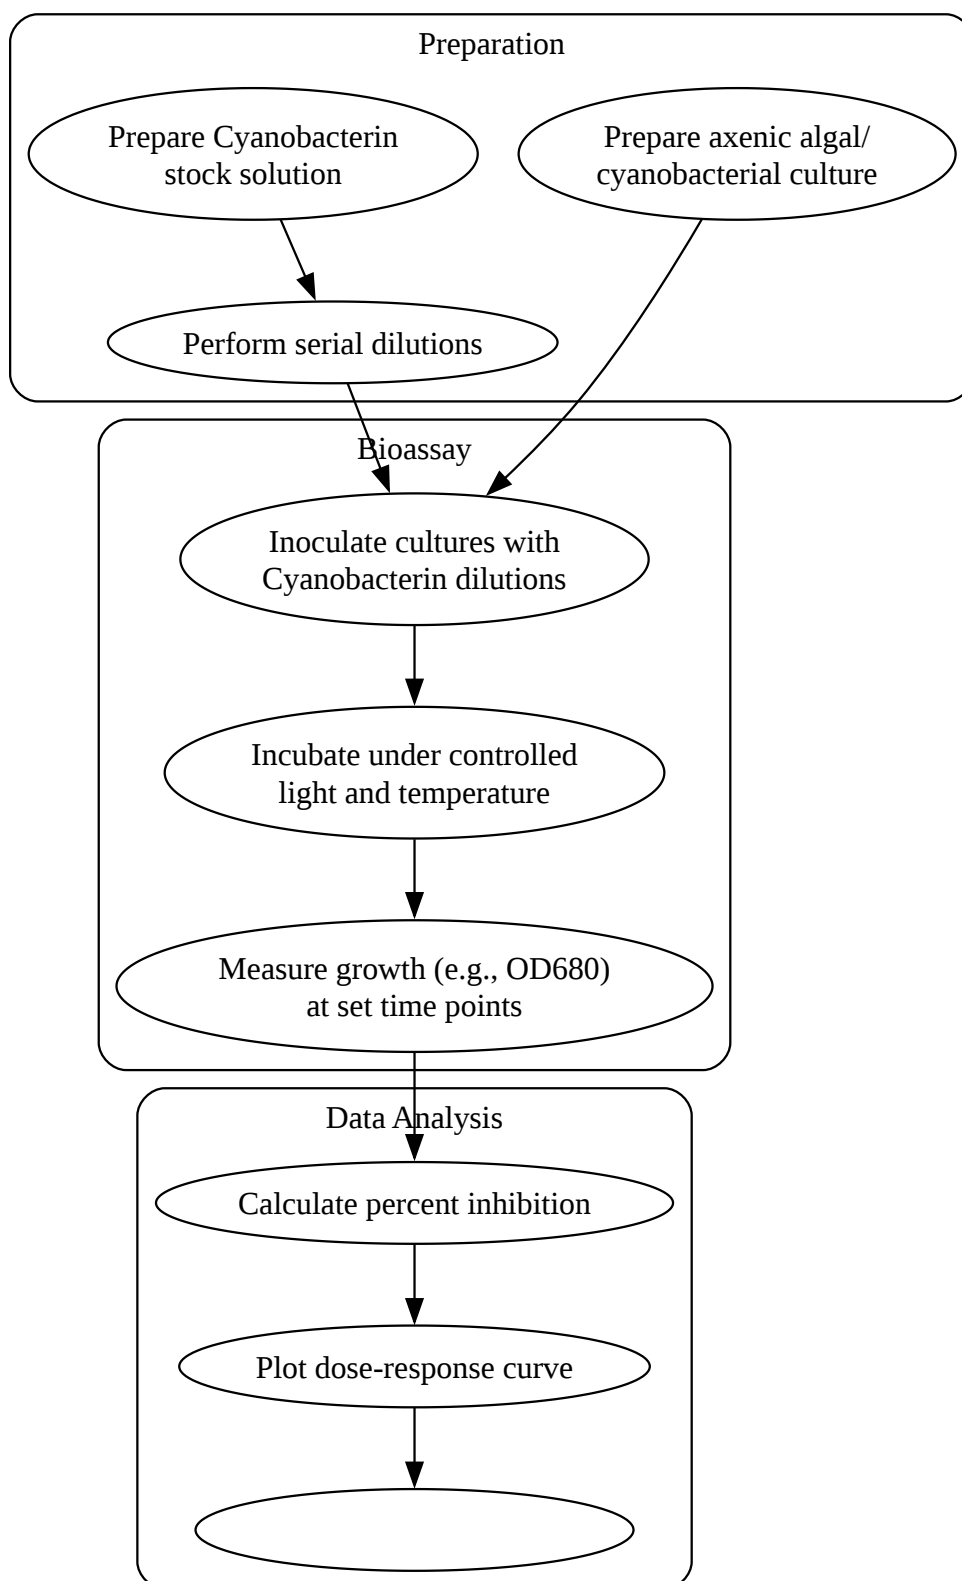 Preparation
Prepare Cyanobacterin
stock solution
Prepare axenic algal/
cyanobacterial culture
Perform serial dilutions
Bioassay
Inoculate cultures with
Cyanobacterin dilutions
Incubate under controlled
light and temperature
Measure growth (e.g., OD680)
at set time points
Data Analysis
Calculate percent inhibition
Plot dose-response curve